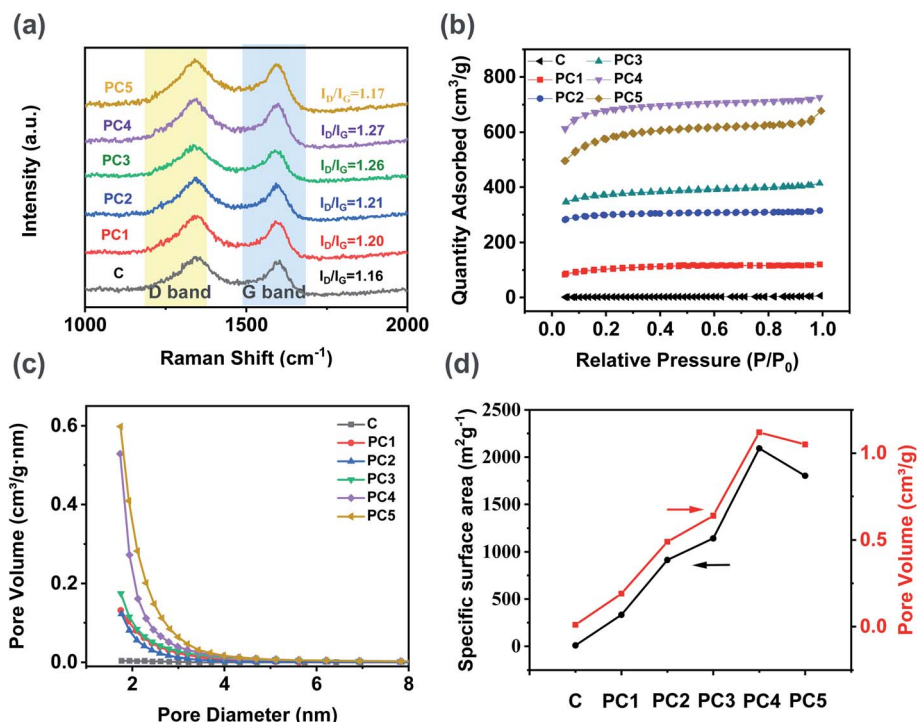 (a)
PC5
PC4
PC3
PC2
PC1
C
I_D/I_G=1.17
I_D/I_G=1.27
I_D/I_G=1.26
I_D/I_G=1.21
I_D/I_G=1.20
I_D/I_G=1.16
D band
G band
Intensity (a.u.)
1000 1500 2000
Raman Shift (cm⁻¹)
(b)
C PC3
PC1 PC4
PC2 PC5
Quantity Adsorbed (cm³/g)
800
600
400
200
0
0.0 0.2 0.4 0.6 0.8 1.0
Relative Pressure (P/P₀)
(c)
C
PC1
PC2
PC3
PC4
PC5
Pore Volume (cm³/g·nm)
0.6
0.4
0.2
0.0
2 4 6 8
Pore Diameter (nm)
(d)
Specific surface area (m²g⁻¹)
2500
2250
2000
1750
1500
1250
1000
750
500
250
0
C PC1 PC2 PC3 PC4 PC5
1.0
0.5
0.0
Pore Volume (cm³/g)